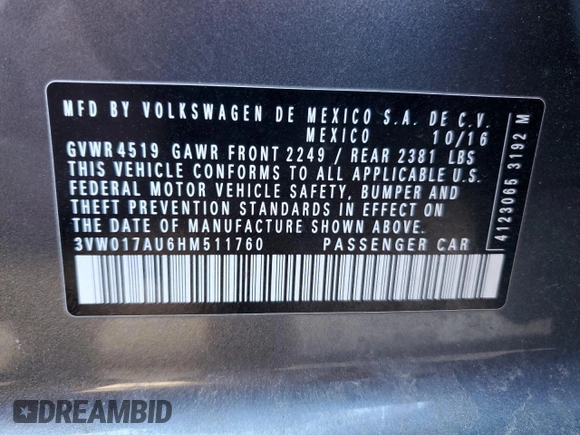 MFD BY VOLKSWAGEN DE MEXICO S.A. DE C.V.
MEXICO 10/16
GVWR 4519 GAWR FRONT 2249 / REAR 2381 LBS
THIS VEHICLE CONFORMS TO ALL APPLICABLE U.S.
FEDERAL MOTOR VEHICLE SAFETY, BUMPER AND
THEFT PREVENTION STANDARDS IN EFFECT ON
THE DATE OF MANUFACTURE SHOWN ABOVE.
3VW017AU6HM511760 PASSENGER CAR
4123065 3192 M
DREAMBID